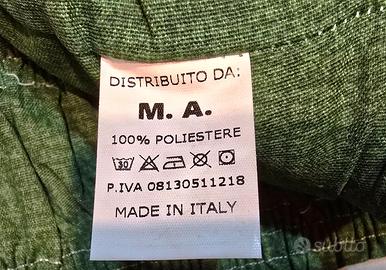 DISTRIBUITO DA:
M. A.
100% POLIESTERE
30
P.IVA 08130511218
MADE IN ITALY
subito